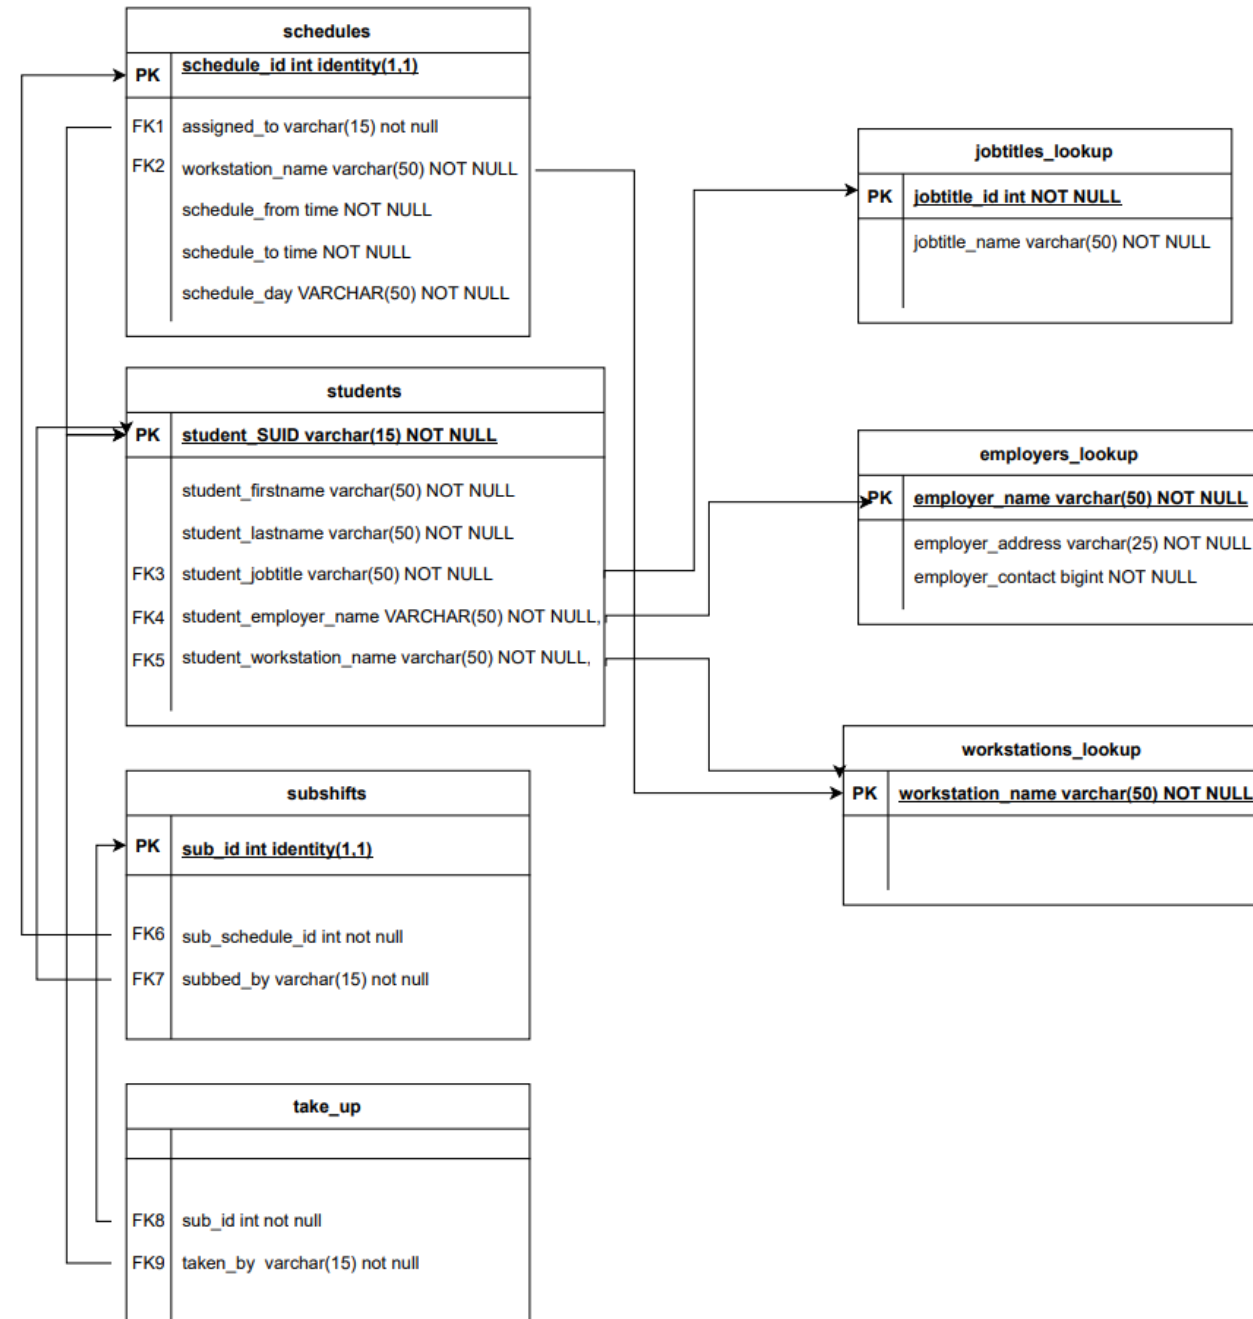 schedules
PK schedule_id int identity(1,1)
FK1 assigned_to varchar(15) not null
FK2 workstation_name varchar(50) NOT NULL
schedule_from time NOT NULL
schedule_to time NOT NULL
schedule_day VARCHAR(50) NOT NULL
students
PK student_SUID varchar(15) NOT NULL
student_firstname varchar(50) NOT NULL
student_lastname varchar(50) NOT NULL
FK3 student_jobtitle varchar(50) NOT NULL
FK4 student_employer_name VARCHAR(50) NOT NULL,
FK5 student_workstation_name varchar(50) NOT NULL,
subshifts
PK sub_id int identity(1,1)
FK6 sub_schedule_id int not null
FK7 subbed_by varchar(15) not null
take_up
FK8 sub_id int not null
FK9 taken_by varchar(15) not null
jobtitles_lookup
PK jobtitle_id int NOT NULL
jobtitle_name varchar(50) NOT NULL
employers_lookup
PK employer_name varchar(50) NOT NULL
employer_address varchar(25) NOT NULL
employer_contact bigint NOT NULL
workstations_lookup
PK workstation_name varchar(50) NOT NULL